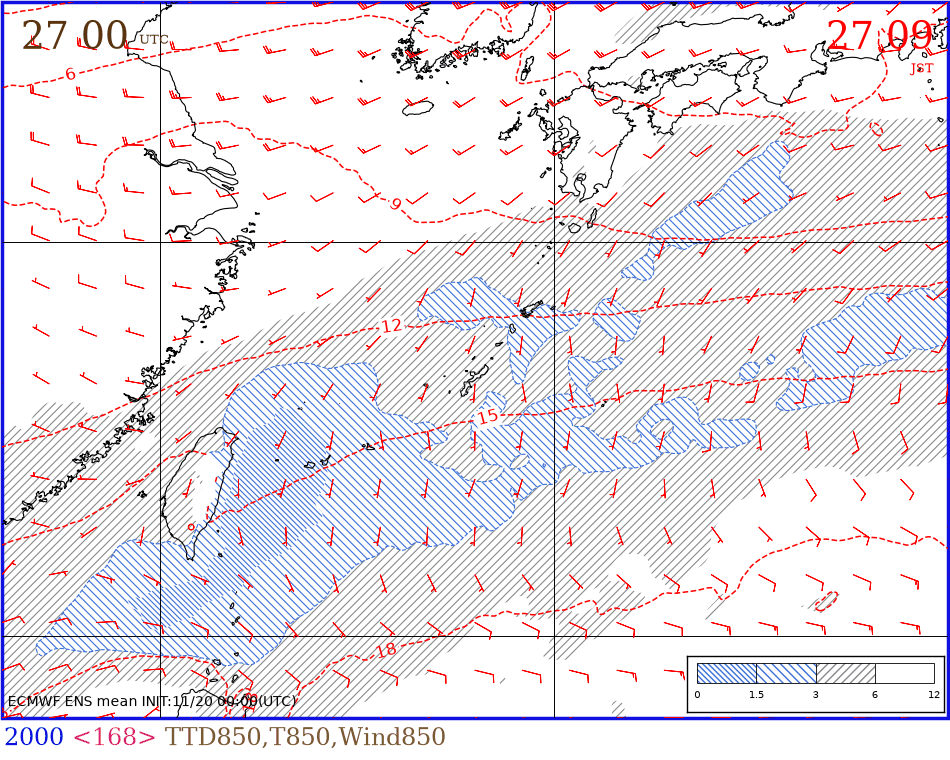 27 00 UTC
27 09
JST
6
9
12
15
18
ECMWF ENS mean INIT:11/20 00:00(UTC)
0 1.5 3 6 12
2000 <168> TTD850,T850,Wind850